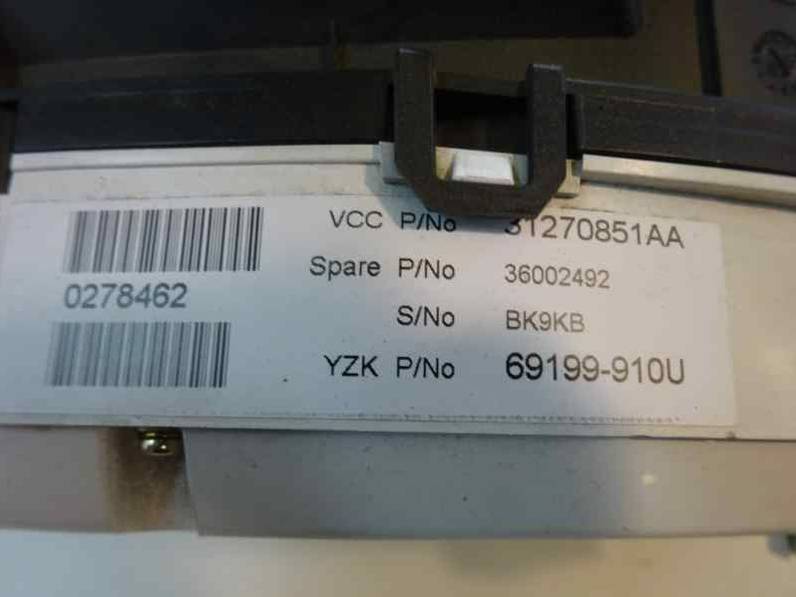 VCC P/No 31270851AA
Spare P/No 36002492
0278462
S/No BK9KB
YZK P/No 69199-910U